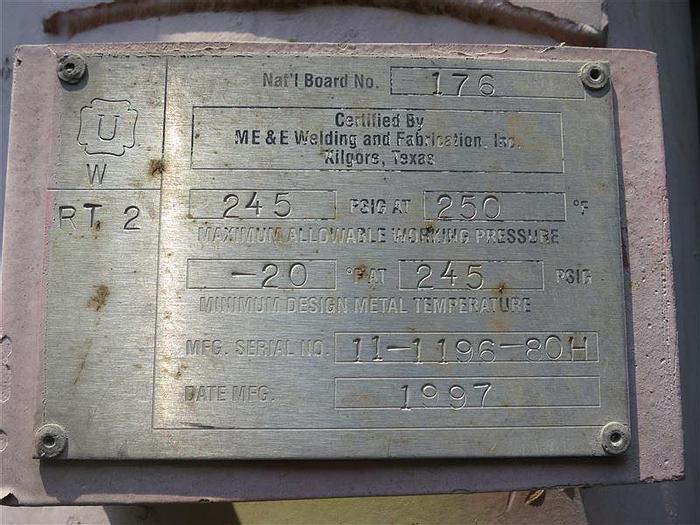 Nat'l Board No. 176
U
Certified By
ME & E Welding and Fabrication, Inc.
Kilgore, Texas
W
RT 2
245 PSIG AT 250 °F
MAXIMUM ALLOWABLE WORKING PRESSURE
-20 °F AT 245 PSIG
MINIMUM DESIGN METAL TEMPERATURE
MFG. SERIAL NO. 11-1196-80H
DATE MFG. 1997